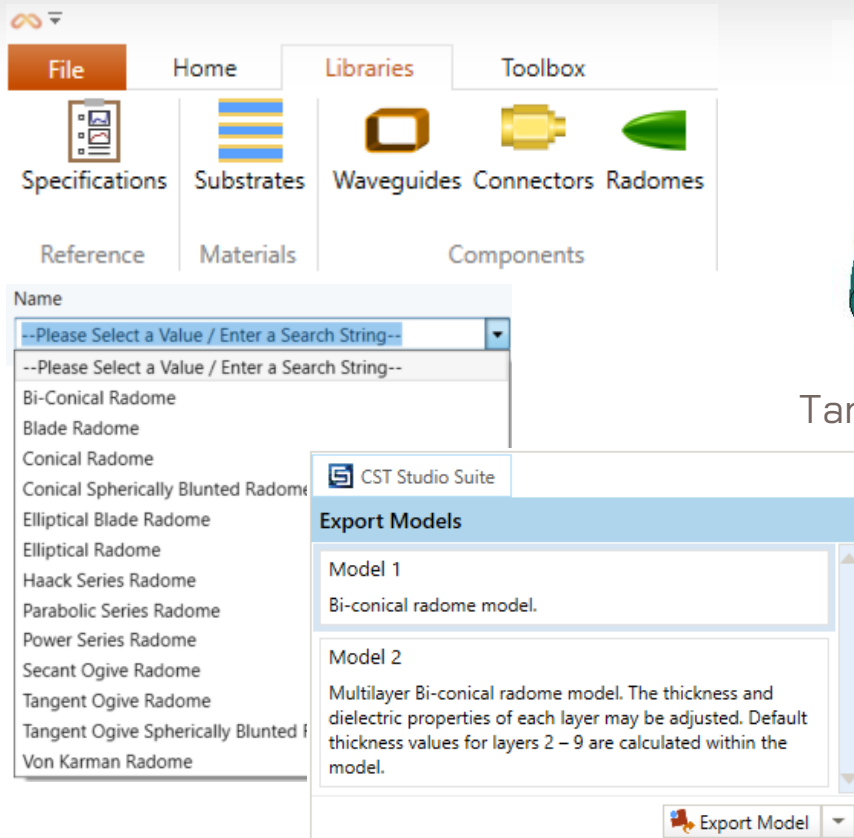 File Home Libraries Toolbox
Specifications Substrates Waveguides Connectors Radomes
Reference Materials Components
Name
--Please Select a Value / Enter a Search String--
--Please Select a Value / Enter a Search String--
Bi-Conical Radome
Blade Radome
Conical Radome
Conical Spherically Blunted Radome
Elliptical Blade Radome
Elliptical Radome
Haack Series Radome
Parabolic Series Radome
Power Series Radome
Secant Ogive Radome
Tangent Ogive Radome
Tangent Ogive Spherically Blunted
Von Karman Radome
Tar
CST Studio Suite
Export Models
Model 1
Bi-conical radome model.
Model 2
Multilayer Bi-conical radome model. The thickness and
dielectric properties of each layer may be adjusted. Default
thickness values for layers 2 – 9 are calculated within the
model.
Export Model